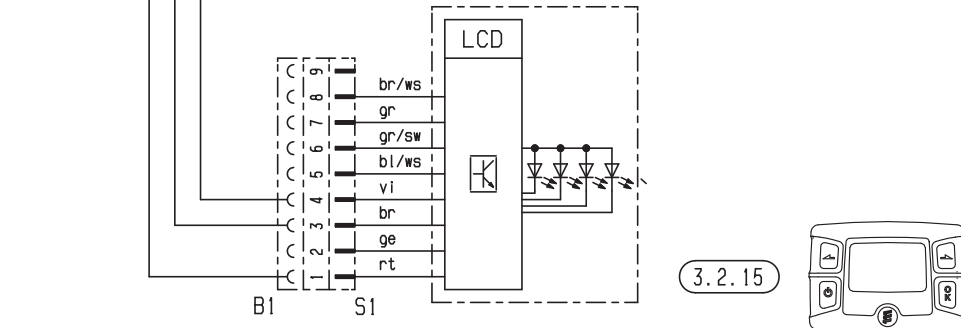 LCD
9
8 br/ws
7 gr
6 gr/sw
5 bl/ws
4 vi
3 br
2 ge
1 rt
B1 S1
3.2.15
OK